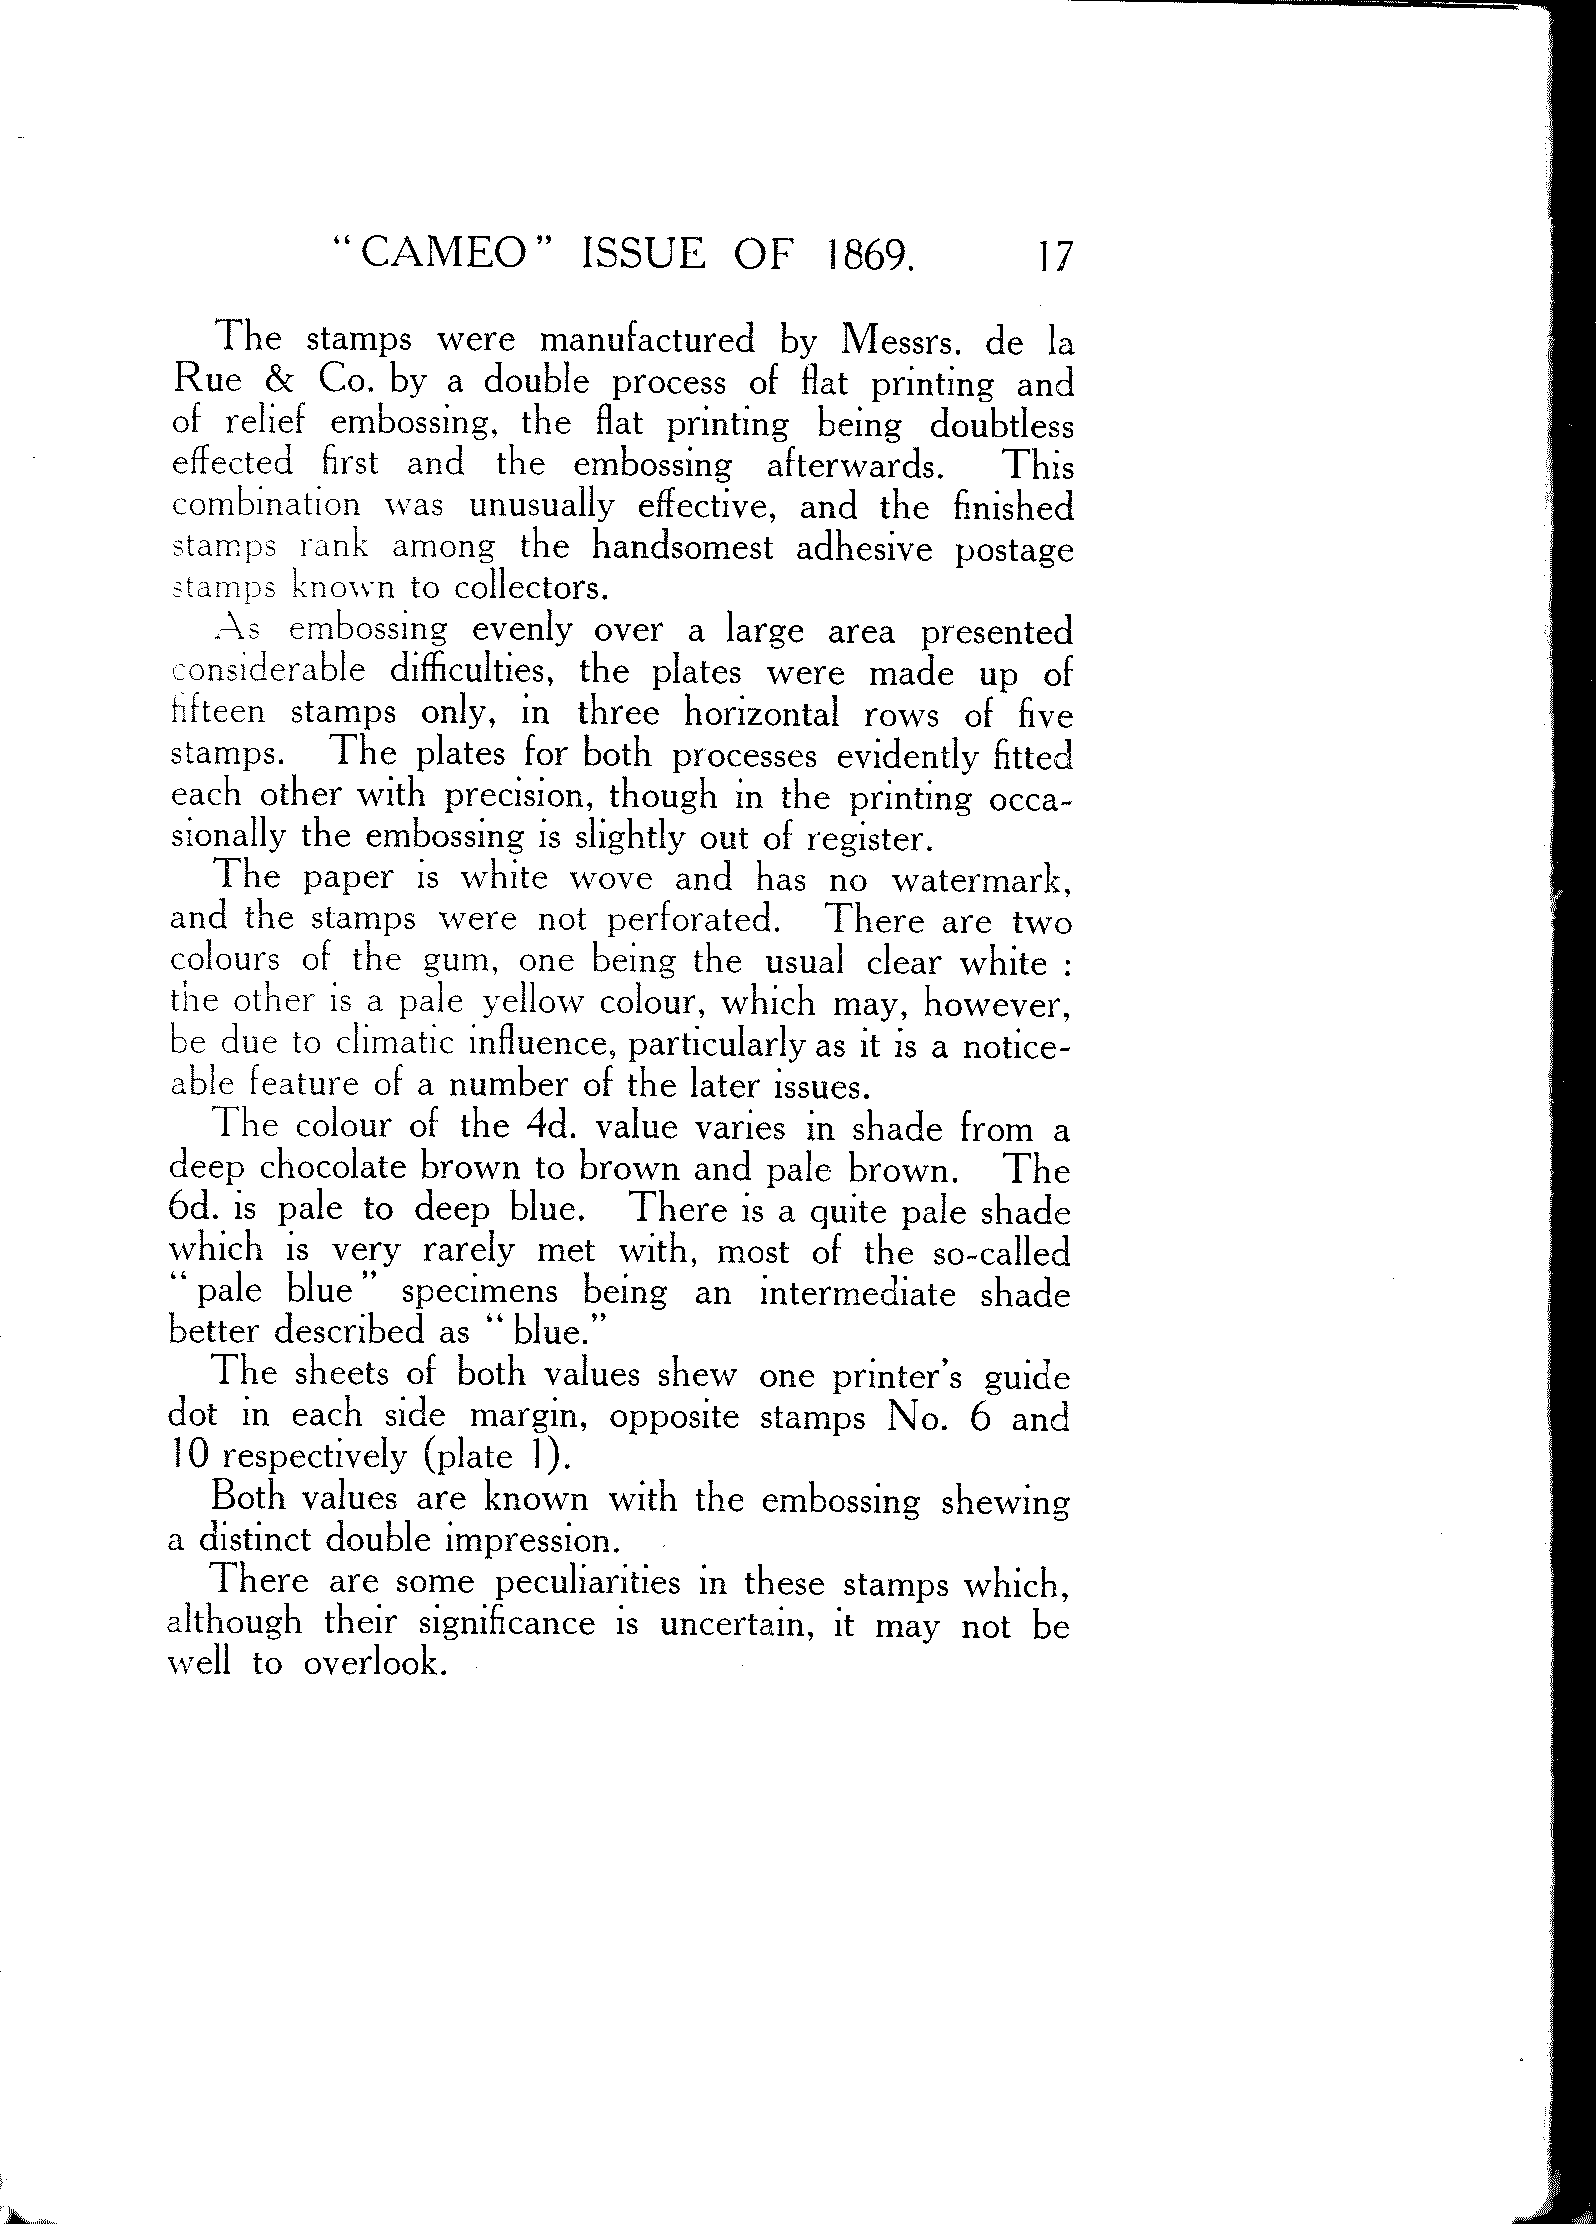 "CAMEO" ISSUE OF 1869. 17
The stamps were manufactured by Messrs. de la
Rue & Co. by a double process of flat printing and
of relief embossing, the flat printing being doubtless
effected first and the embossing afterwards. This
combination was unusually effective, and the finished
stamps rank among the handsomest adhesive postage
stamps known to collectors.
As embossing evenly over a large area presented
considerable difficulties, the plates were made up of
fifteen stamps only, in three horizontal rows of five
stamps. The plates for both processes evidently fitted
each other with precision, though in the printing occa-
sionally the embossing is slightly out of register.
The paper is white wove and has no watermark,
and the stamps were not perforated. There are two
colours of the gum, one being the usual clear white :
the other is a pale yellow colour, which may, however,
be due to climatic influence, particularly as it is a notice-
able feature of a number of the later issues.
The colour of the 4d. value varies in shade from a
deep chocolate brown to brown and pale brown. The
6d. is pale to deep blue. There is a quite pale shade
which is very rarely met with, most of the so-called
"pale blue" specimens being an intermediate shade
better described as "blue."
The sheets of both values shew one printer's guide
dot in each side margin, opposite stamps No. 6 and
10 respectively (plate 1).
Both values are known with the embossing shewing
a distinct double impression.
There are some peculiarities in these stamps which,
although their significance is uncertain, it may not be
well to overlook.